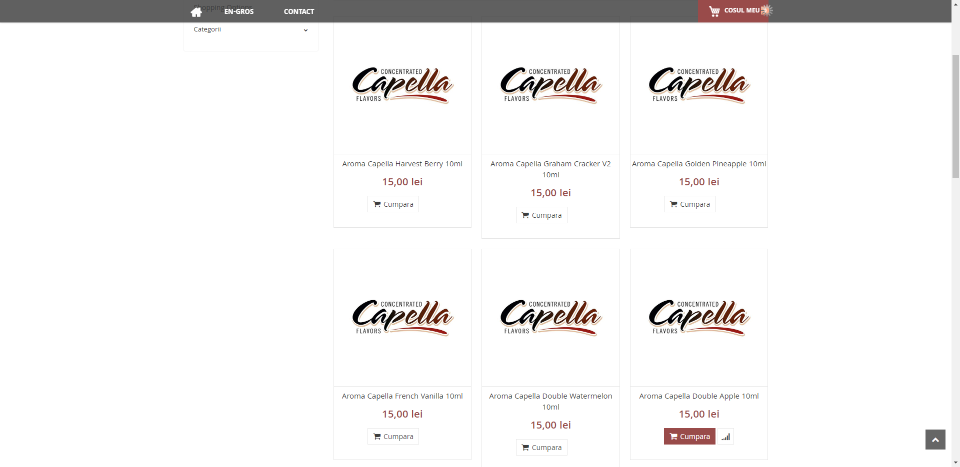 EN-GROS
CONTACT
COSUL MEU
Categorii
CONCENTRATED
Capella
FLAVORS
CONCENTRATED
Capella
FLAVORS
CONCENTRATED
Capella
FLAVORS
Aroma Capella Harvest Berry 10ml
15,00 lei
Cumpara
Aroma Capella Graham Cracker V2
10ml
15,00 lei
Cumpara
Aroma Capella Golden Pineapple 10ml
15,00 lei
Cumpara
CONCENTRATED
Capella
FLAVORS
CONCENTRATED
Capella
FLAVORS
CONCENTRATED
Capella
FLAVORS
Aroma Capella French Vanilla 10ml
15,00 lei
Cumpara
Aroma Capella Double Watermelon
10ml
15,00 lei
Cumpara
Aroma Capella Double Apple 10ml
15,00 lei
Cumpara